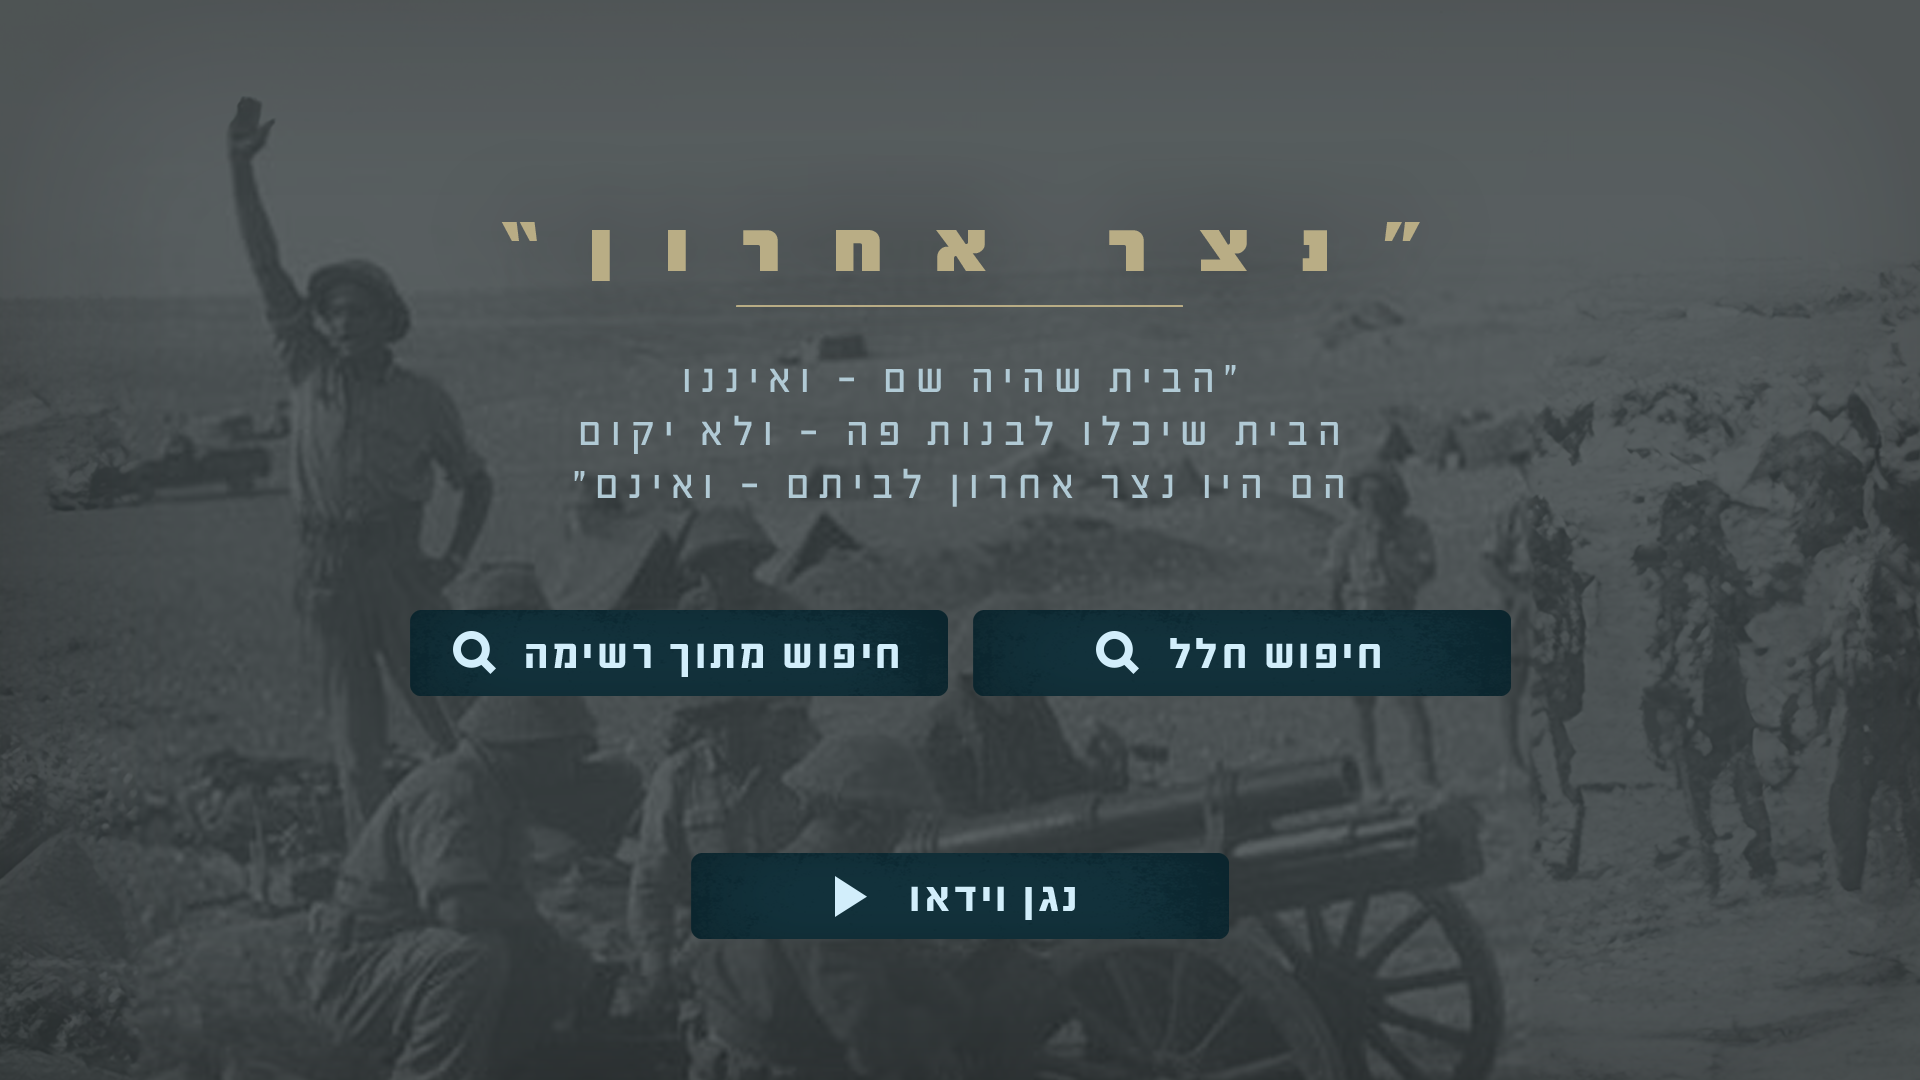 "נצר אחרון"
"הבית שהיה שם - ואיננו
הבית שיכלו לבנות פה - ולא יקום
הם היו נצר אחרון לביתם - ואינם"
חיפוש חלל
חיפוש מתוך רשימה
נגן וידאו